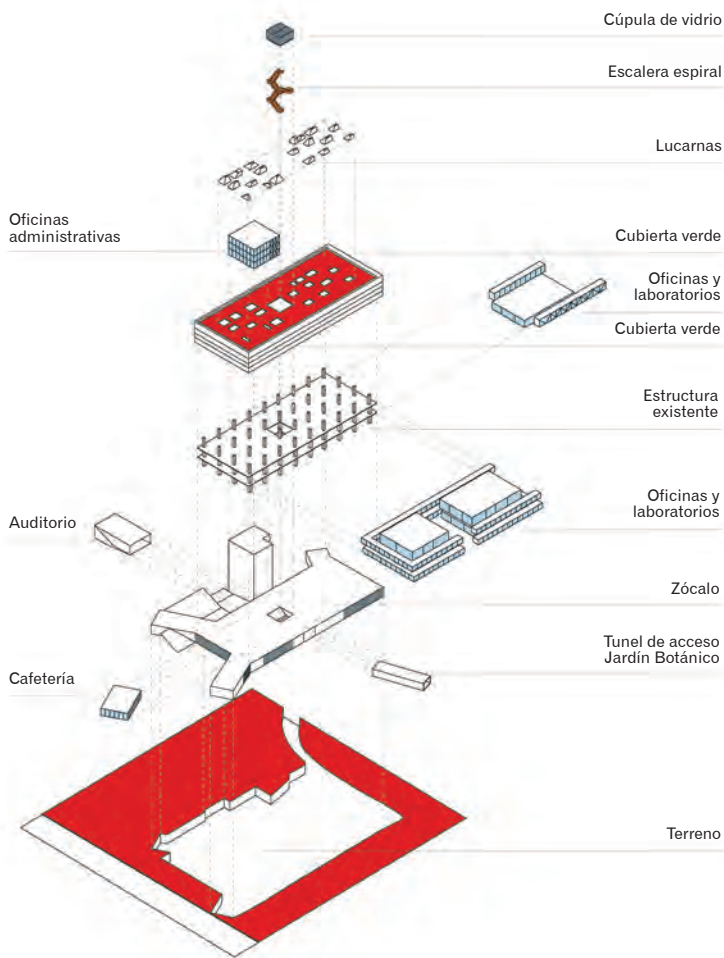 Cúpula de vidrio
Escalera espiral
Lucarnas
Oficinas
administrativas
Cubierta verde
Oficinas y
laboratorios
Cubierta verde
Estructura
existente
Auditorio
Oficinas y
laboratorios
Zócalo
Tunel de acceso
Jardín Botánico
Cafetería
Terreno